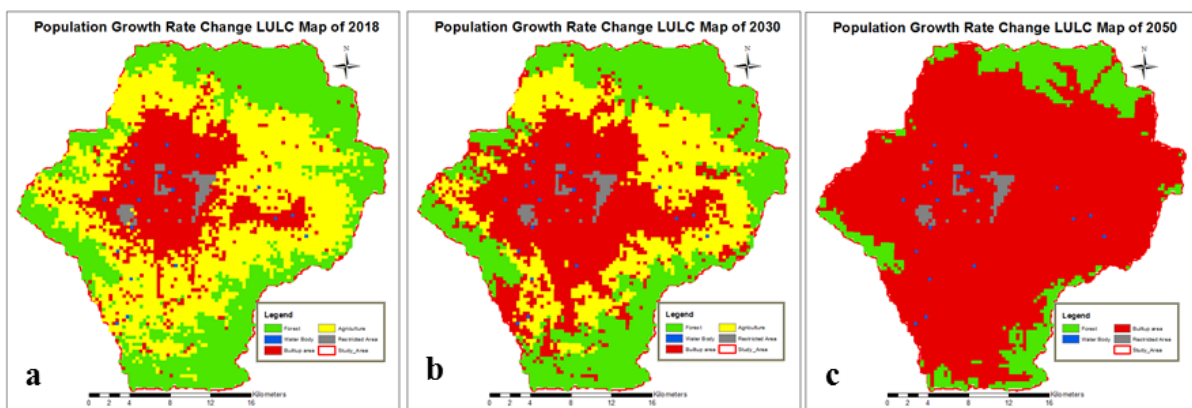 Population Growth Rate Change LULC Map of 2018
N
Legend
Forest Agriculture
Water Body Restricted Area
Builtup area Study_Area
a
Kilometers
0 2 4 8 12 16
Population Growth Rate Change LULC Map of 2030
N
Legend
Forest Agriculture
Water Body Restricted Area
Builtup area Study_Area
b
Kilometers
0 2 4 8 12 16
Population Growth Rate Change LULC Map of 2050
N
Legend
Forest Builtup area
Water Body Restricted Area
Study_Area
c
Kilometers
0 2 4 8 12 16